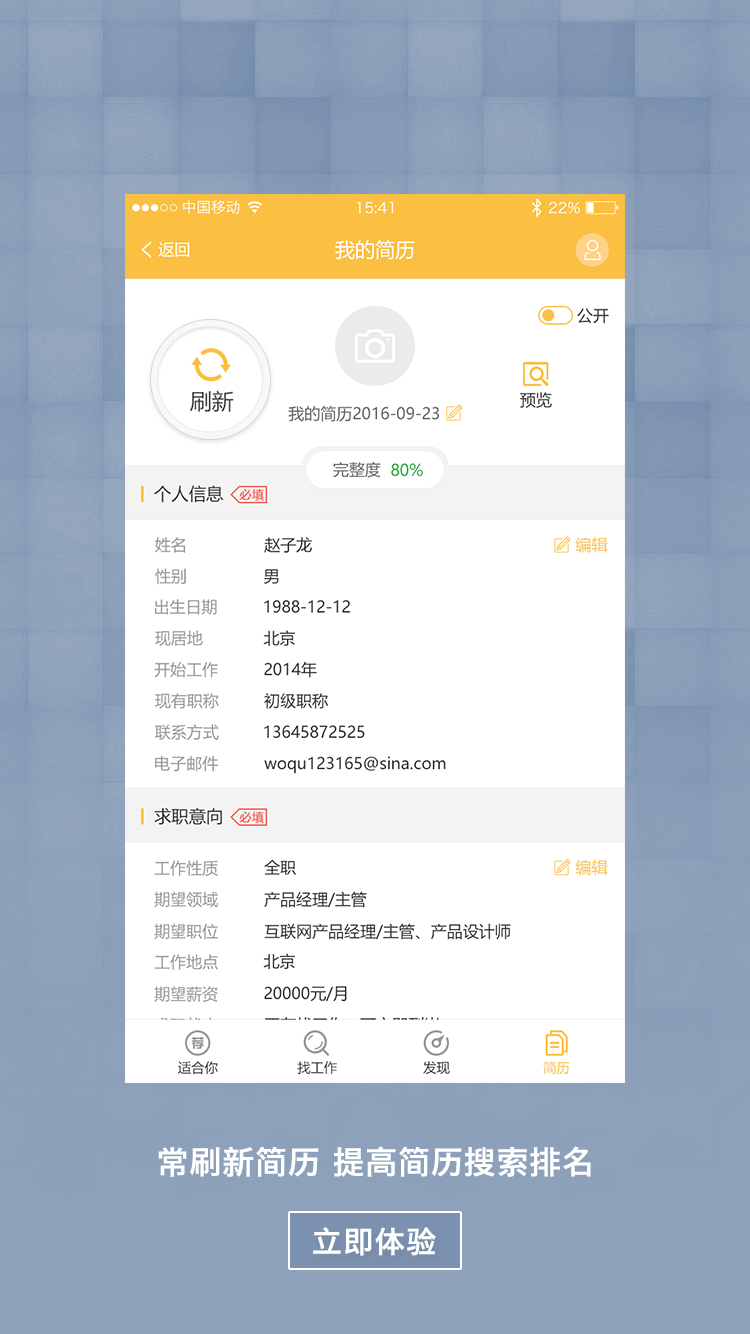 中国移动 15:41 22%
返回 我的简历
公开
刷新
预览
我的简历2016-09-23
完整度 80%
个人信息 必填
姓名 赵子龙 编辑
性别 男
出生日期 1988-12-12
现居地 北京
开始工作 2014年
现有职称 初级职称
联系方式 13645872525
电子邮件 woqu123165@sina.com
求职意向 必填
工作性质 全职 编辑
期望领域 产品经理/主管
期望职位 互联网产品经理/主管、产品设计师
工作地点 北京
期望薪资 20000元/月
荐
适合你 找工作 发现 简历
常刷新简历 提高简历搜索排名
立即体验